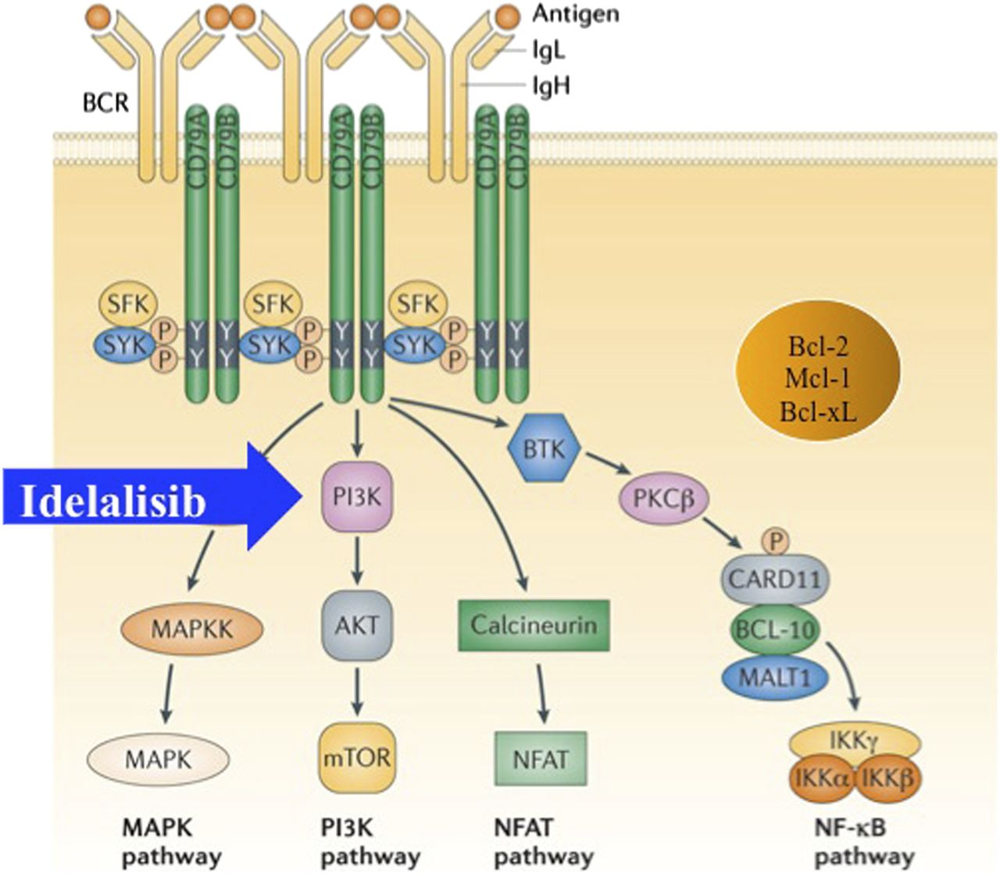 Antigen
IgL
IgH
BCR
CD79A
CD79B
CD79A
CD79B
CD79A
CD79B
SFK
SFK
SFK
P
Y
Y
P
Y
Y
P
Y
Y
SYK
SYK
SYK
P
Y
Y
P
Y
Y
P
Y
Y
Bcl-2
Mcl-1
Bcl-xL
BTK
Idelalisib
PI3K
PKCβ
P
CARD11
MAPKK
AKT
Calcineurin
BCL-10
MALT1
IKKγ
MAPK
mTOR
NFAT
IKKα
IKKβ
MAPK
pathway
PI3K
pathway
NFAT
pathway
NF-κB
pathway